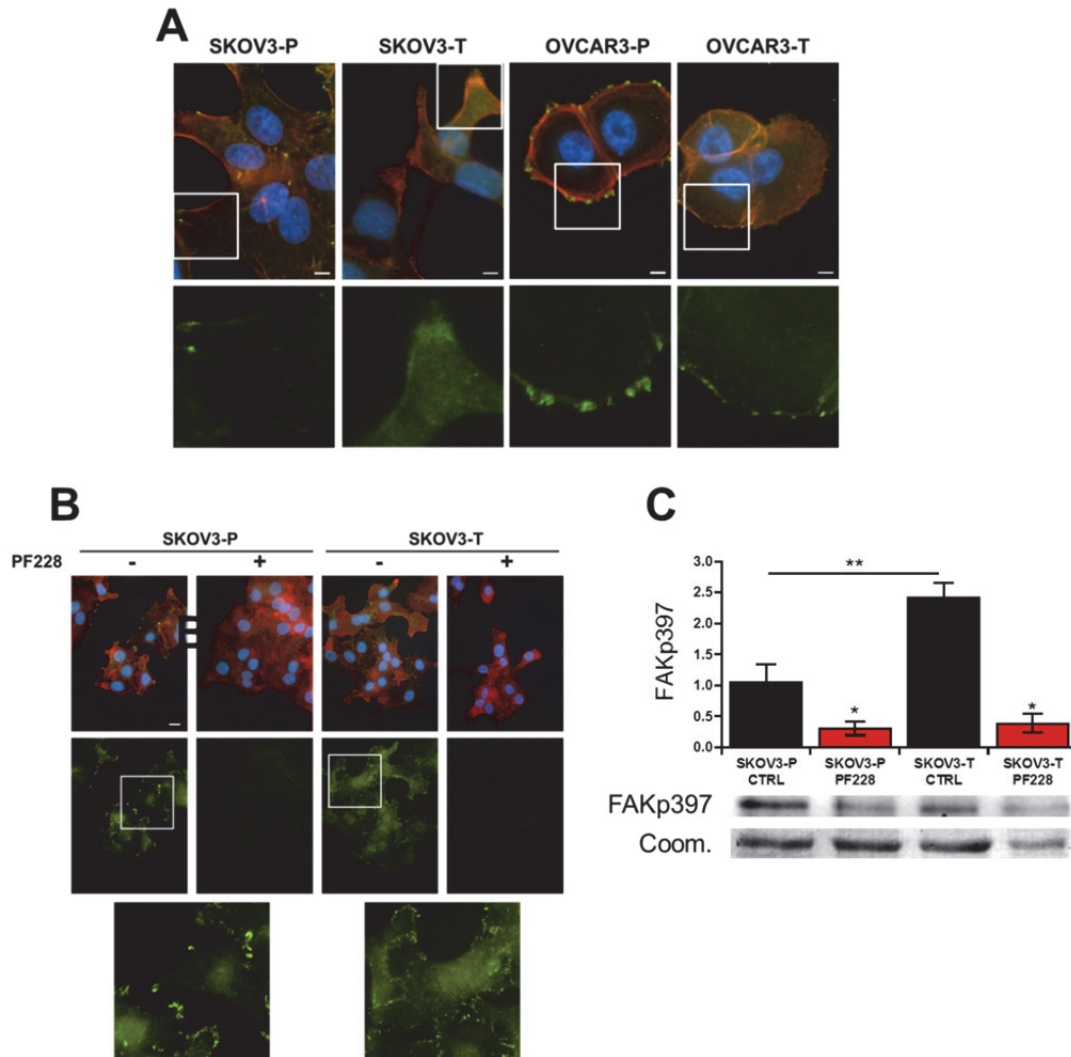 A
SKOV3-P SKOV3-T OVCAR3-P OVCAR3-T
B
SKOV3-P SKOV3-T
PF228 - + - +
C
**
FAKp397
3.0
2.5
2.0
1.5
1.0
0.5
0.0
* *
SKOV3-P SKOV3-P SKOV3-T SKOV3-T
CTRL PF228 CTRL PF228
FAKp397
Coom.